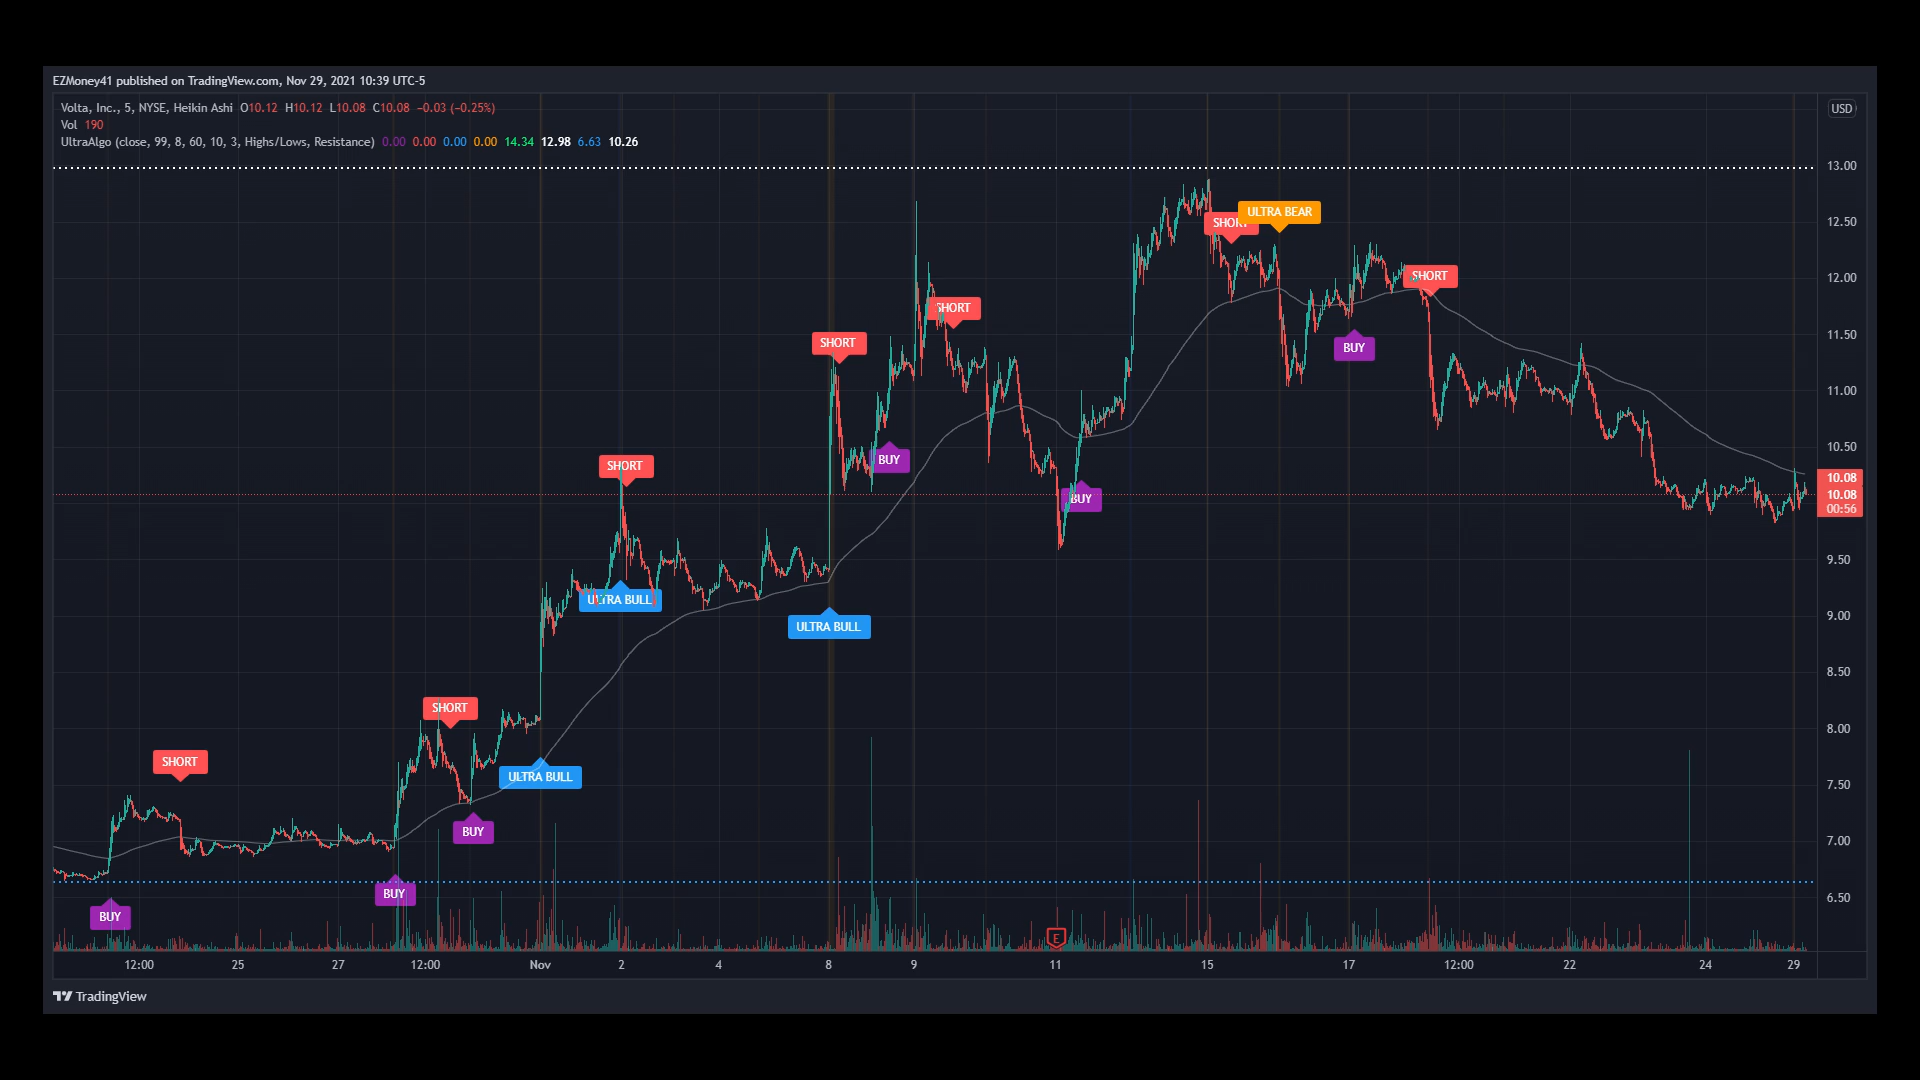 EZMoney41 published on TradingView.com, Nov 29, 2021 10:39 UTC-5
Volta, Inc., 5, NYSE, Heikin Ashi O10.12 H10.12 L10.08 C10.08 −0.03 (−0.25%)
USD
Vol 190
UltraAlgo (close, 99, 8, 60, 10, 3, Highs/Lows, Resistance) 0.00 0.00 0.00 0.00 14.34 12.98 6.63 10.26
13.00
ULTRA BEAR
SHORT
12.50
SHORT
12.00
SHORT
11.50
SHORT
BUY
11.00
10.50
BUY
SHORT
10.08
10.08
00:56
BUY
9.50
ULTRA BULL
9.00
ULTRA BULL
8.50
SHORT
8.00
SHORT
ULTRA BULL
7.50
BUY
7.00
BUY
6.50
BUY
E
12:00 25 27 12:00 Nov 2 4 8 9 11 15 17 12:00 22 24 29
TradingView